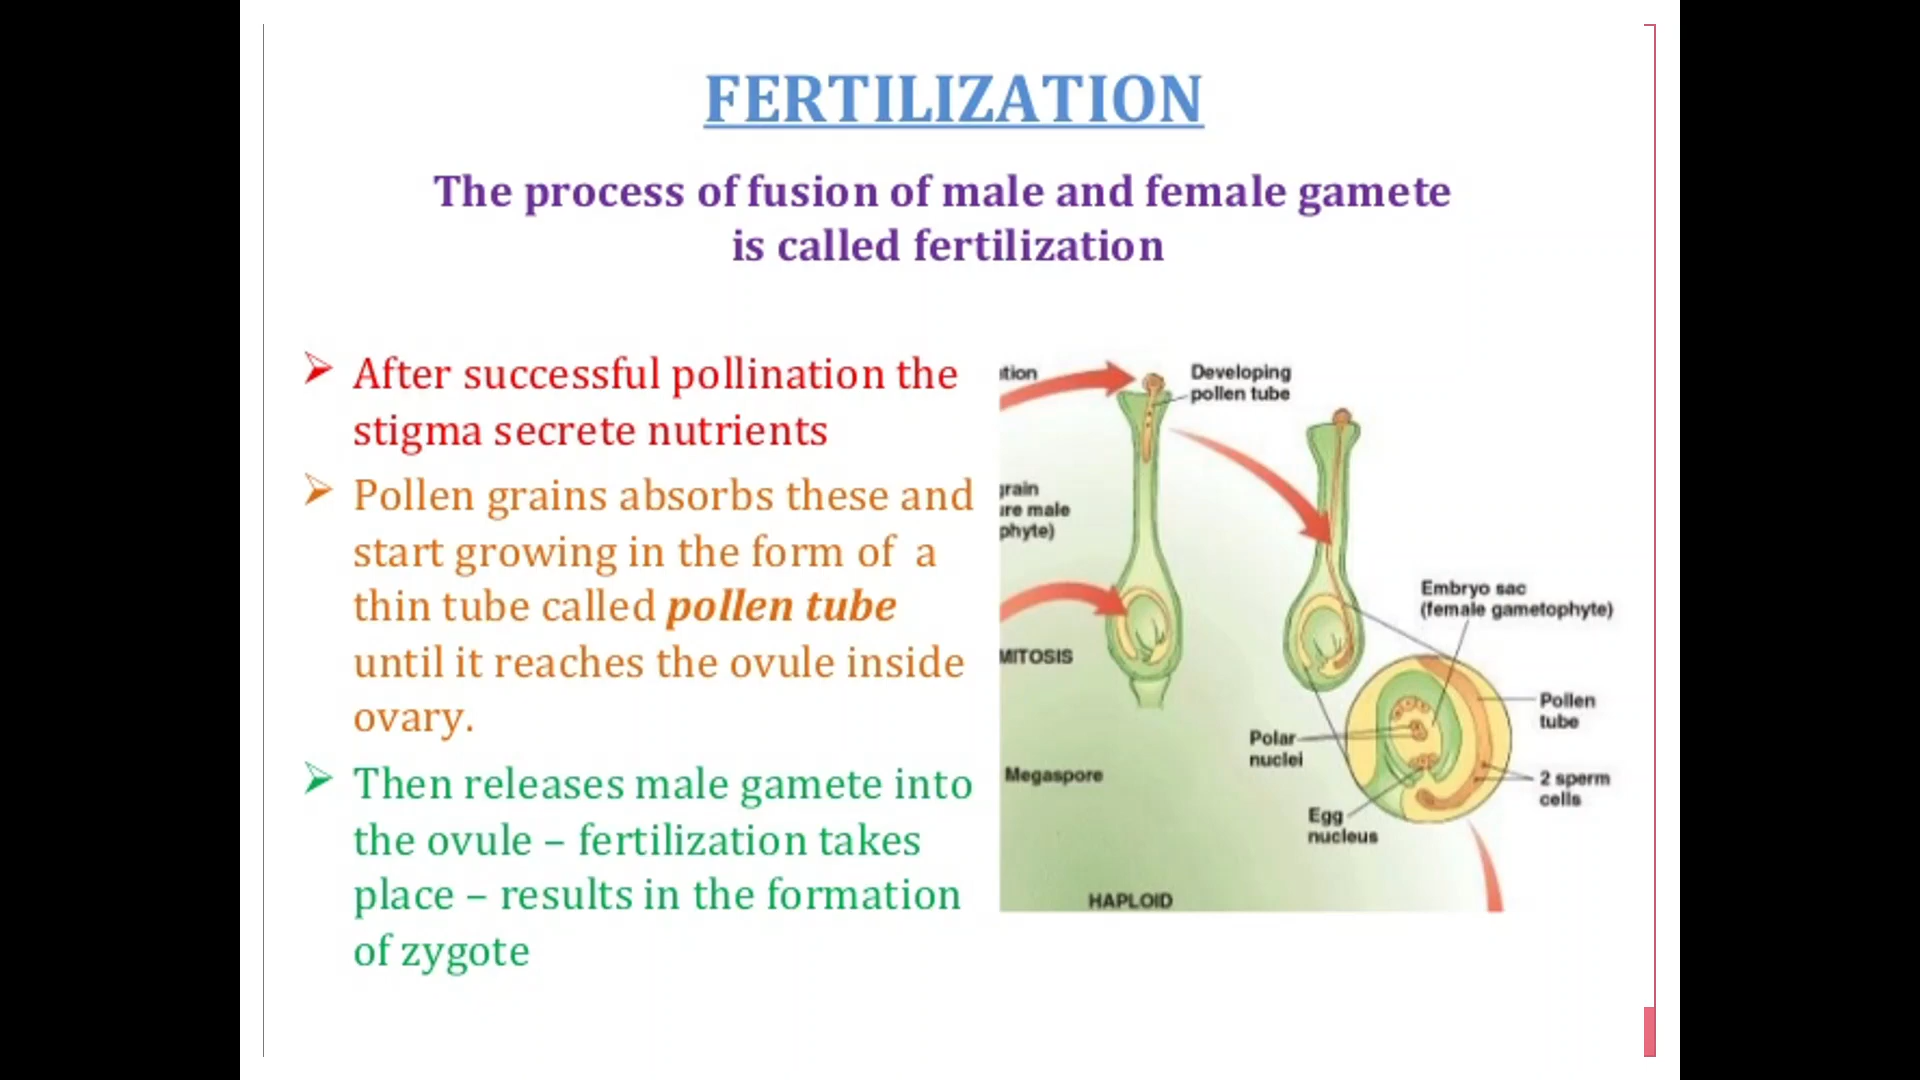 FERTILIZATION
The process of fusion of male and female gamete
is called fertilization
After successful pollination the
stigma secrete nutrients
Pollen grains absorbs these and
start growing in the form of a
thin tube called pollen tube
until it reaches the ovule inside
ovary.
Then releases male gamete into
the ovule – fertilization takes
place – results in the formation
of zygote
Developing
pollen tube
MITOSIS
Megaspore
HAPLOID
Embryo sac
(female gametophyte)
Polar
nuclei
Pollen
tube
2 sperm
cells
Egg
nucleus